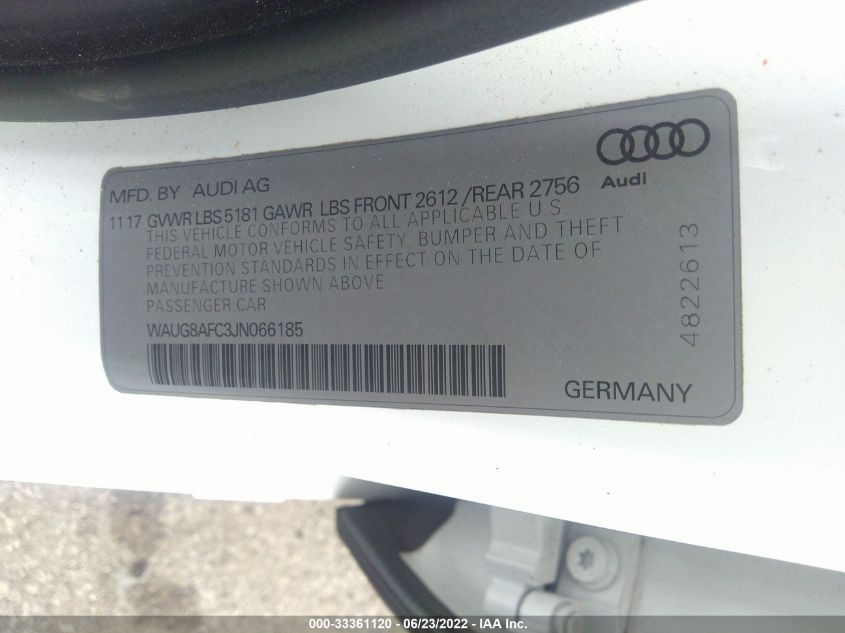 MFD. BY AUDI AG
Audi
11 17 GVWR LBS 5181 GAWR LBS FRONT 2612 /REAR 2756
THIS VEHICLE CONFORMS TO ALL APPLICABLE U.S.
FEDERAL MOTOR VEHICLE SAFETY, BUMPER AND THEFT
PREVENTION STANDARDS IN EFFECT ON THE DATE OF
MANUFACTURE SHOWN ABOVE
PASSENGER CAR
WAUG8AFC3JN066185
4822613
GERMANY
000-33361120 - 06/23/2022 - IAA Inc.